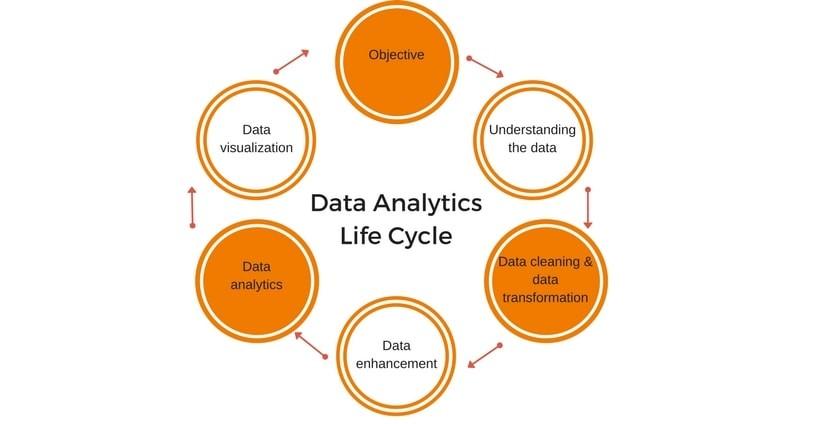 Objective
Understanding
the data
Data cleaning &
data
transformation
Data
enhancement
Data
analytics
Data
visualization
Data Analytics
Life Cycle